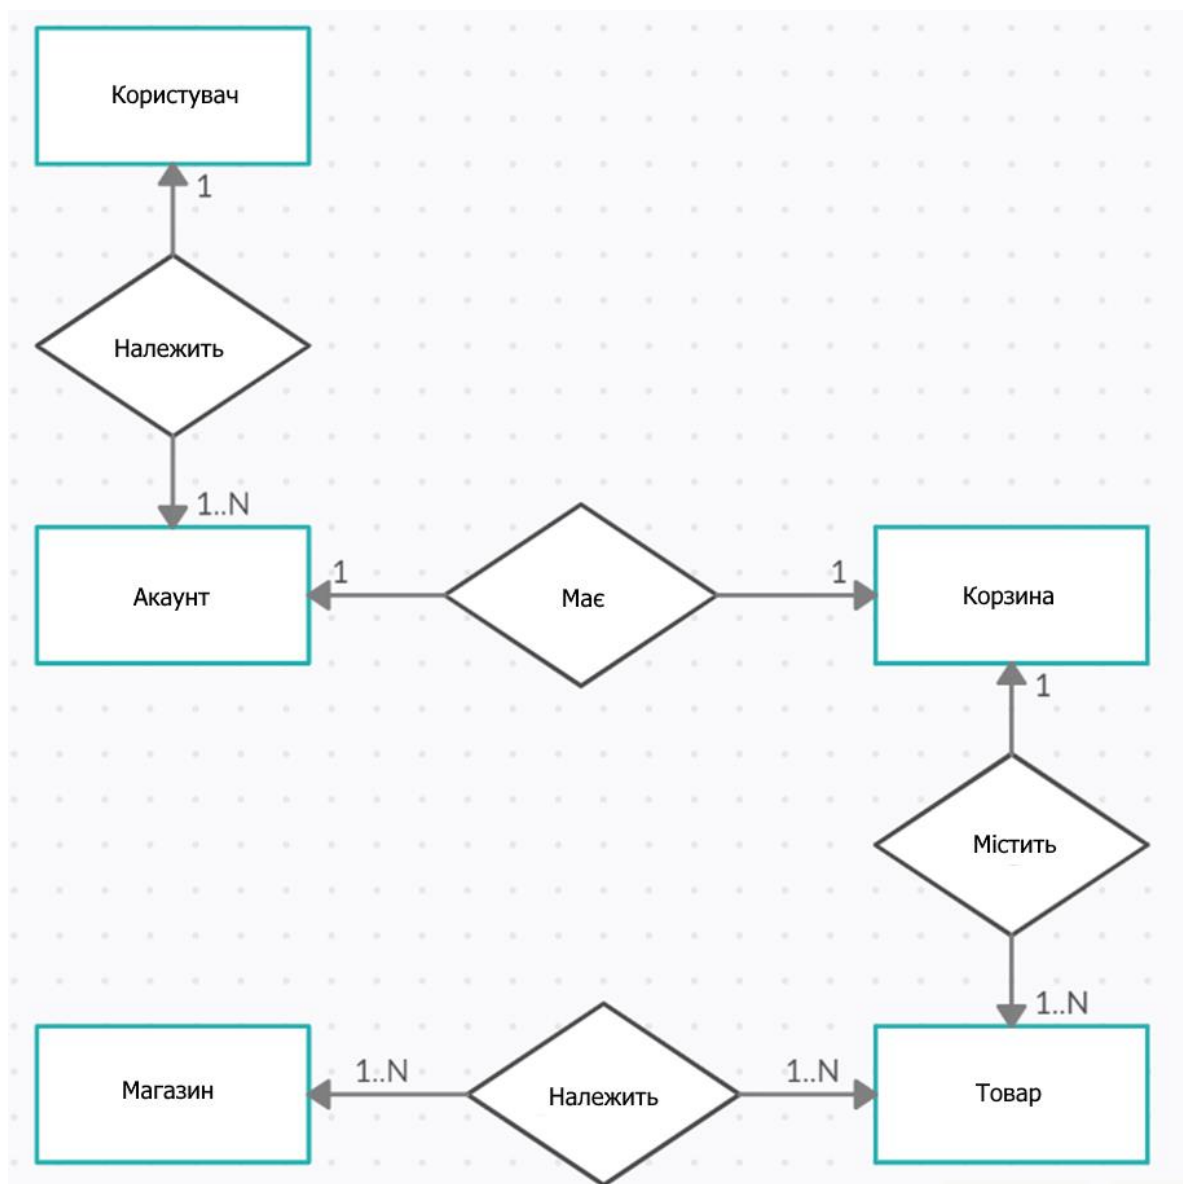 Користувач
1
Належить
1..N
Акаунт
1
Має
1
Корзина
1
Містить
1..N
Магазин
1..N
Належить
1..N
Товар